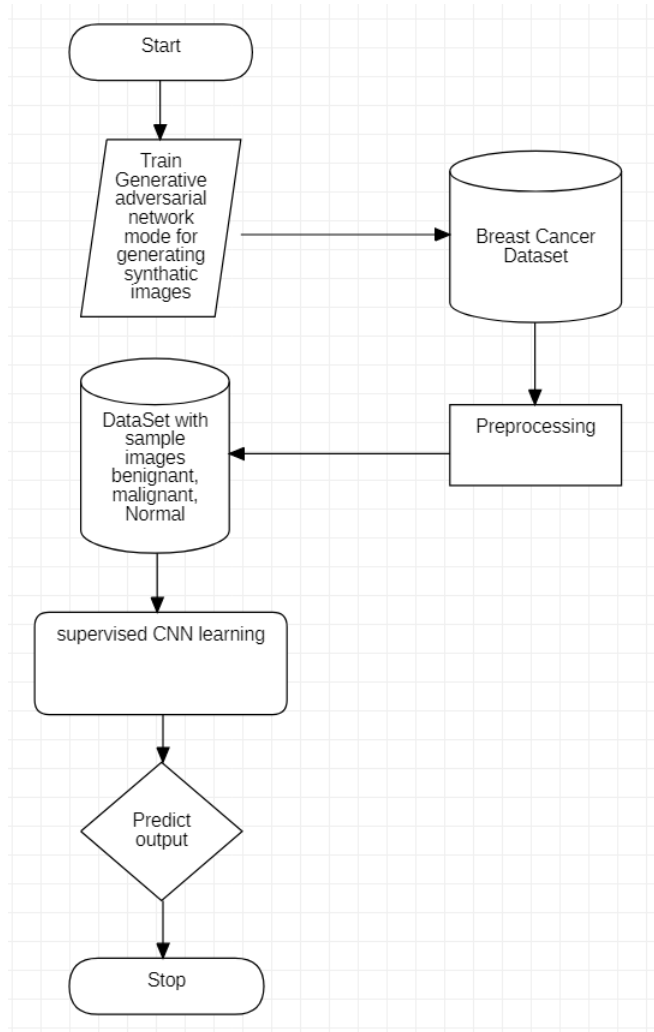 Start
Train
Generative
adversarial
network
mode for
generating
synthatic
images
Breast Cancer
Dataset
Preprocessing
DataSet with
sample
images
benignant,
malignant,
Normal
supervised CNN learning
Predict
output
Stop